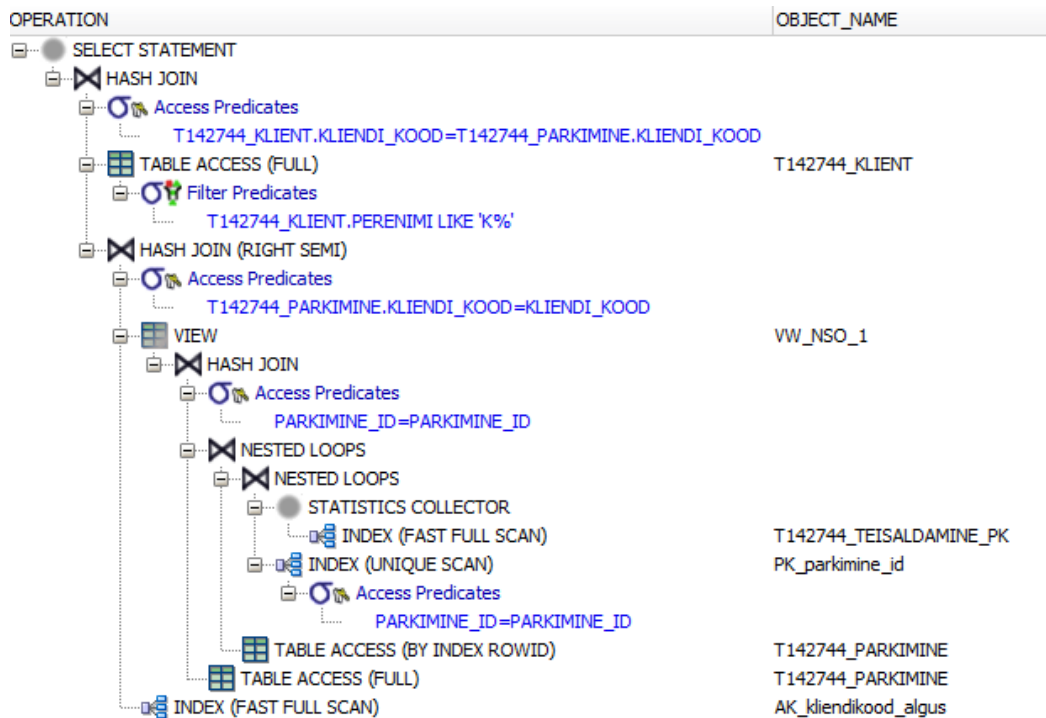 OPERATION OBJECT_NAME
SELECT STATEMENT
HASH JOIN
Access Predicates
T142744_KLIENT.KLIENDI_KOOD=T142744_PARKIMINE.KLIENDI_KOOD
TABLE ACCESS (FULL) T142744_KLIENT
Filter Predicates
T142744_KLIENT.PERENIMI LIKE 'K%'
HASH JOIN (RIGHT SEMI)
Access Predicates
T142744_PARKIMINE.KLIENDI_KOOD=KLIENDI_KOOD
VIEW VW_NSO_1
HASH JOIN
Access Predicates
PARKIMINE_ID=PARKIMINE_ID
NESTED LOOPS
NESTED LOOPS
STATISTICS COLLECTOR
INDEX (FAST FULL SCAN) T142744_TEISALDAMINE_PK
INDEX (UNIQUE SCAN) PK_parkimine_id
Access Predicates
PARKIMINE_ID=PARKIMINE_ID
TABLE ACCESS (BY INDEX ROWID) T142744_PARKIMINE
TABLE ACCESS (FULL) T142744_PARKIMINE
INDEX (FAST FULL SCAN) AK_kliendikood_algus